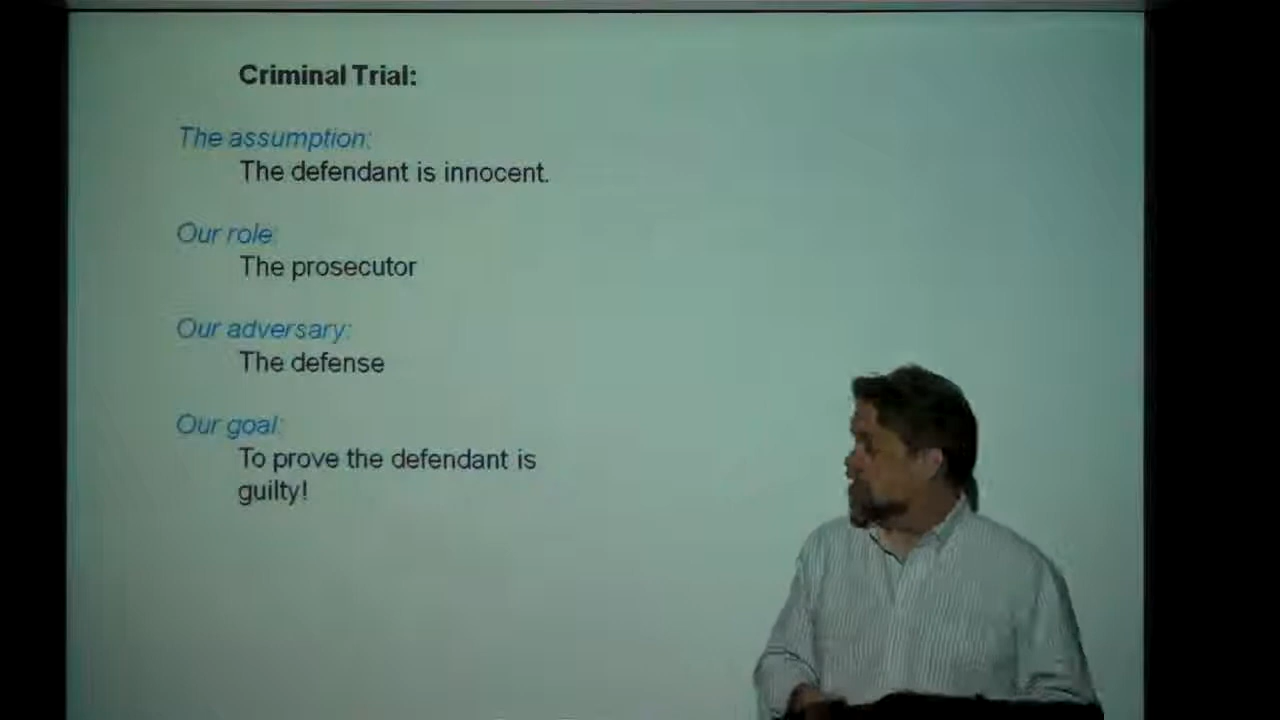 Criminal Trial:
The assumption:
The defendant is innocent.
Our role:
The prosecutor
Our adversary:
The defense
Our goal:
To prove the defendant is
guilty!